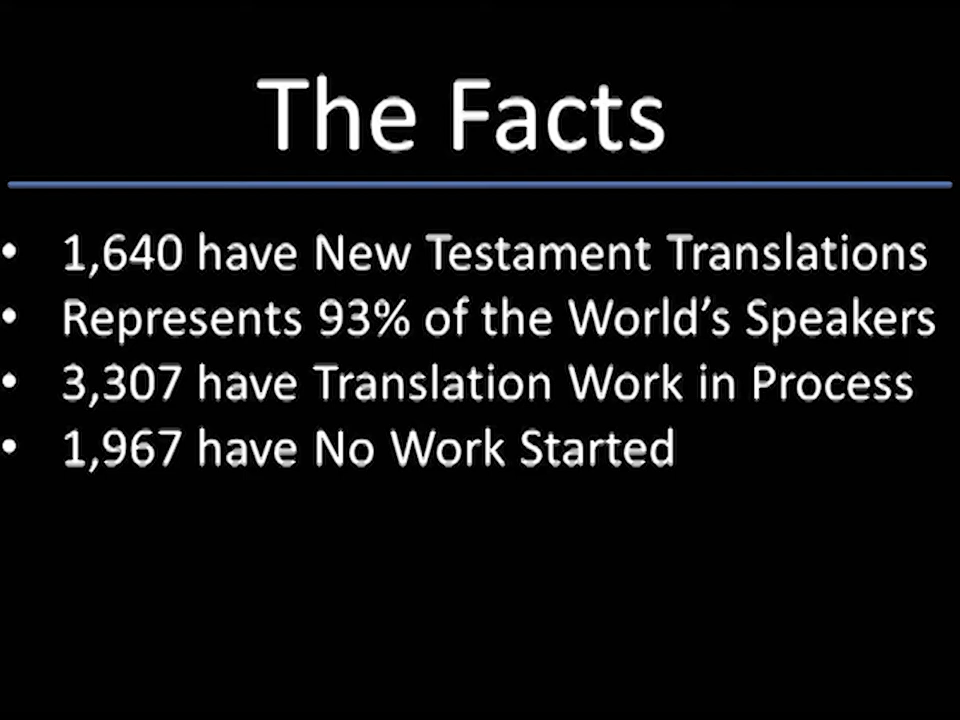 The Facts
• 1,640 have New Testament Translations
• Represents 93% of the World's Speakers
• 3,307 have Translation Work in Process
• 1,967 have No Work Started